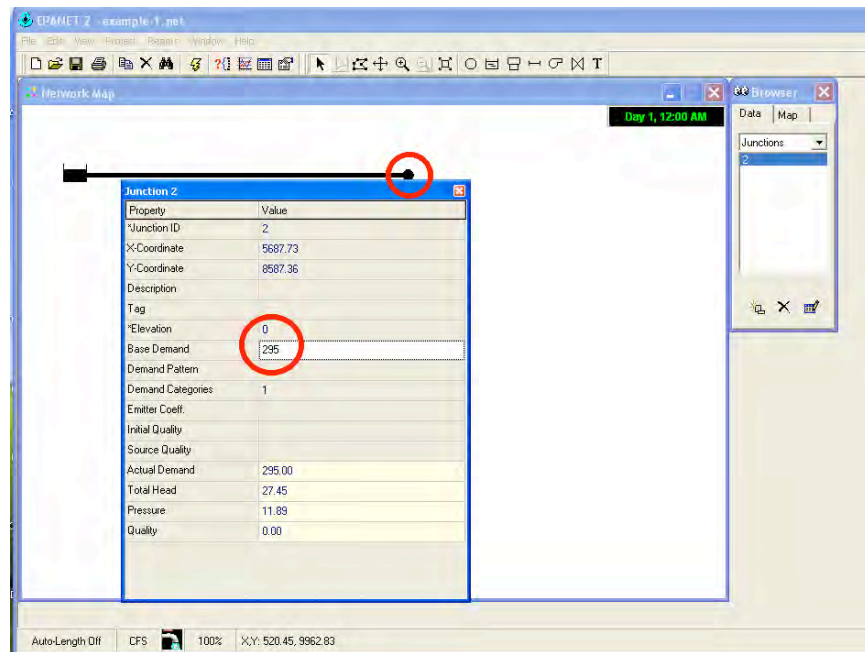 EPANET 2 - example-1.net
File Edit View Project Report Window Help
T
Network Map
Day 1, 12:00 AM
Browser
Data Map
Junctions
2
Junction 2
Property Value
*Junction ID 2
X-Coordinate 5687.73
Y-Coordinate 8587.36
Description
Tag
*Elevation 0
Base Demand 295
Demand Pattern
Demand Categories 1
Emitter Coeff.
Initial Quality
Source Quality
Actual Demand 295.00
Total Head 27.45
Pressure 11.89
Quality 0.00
Auto-Length Off CFS 100% X,Y: 520.45, 9962.83